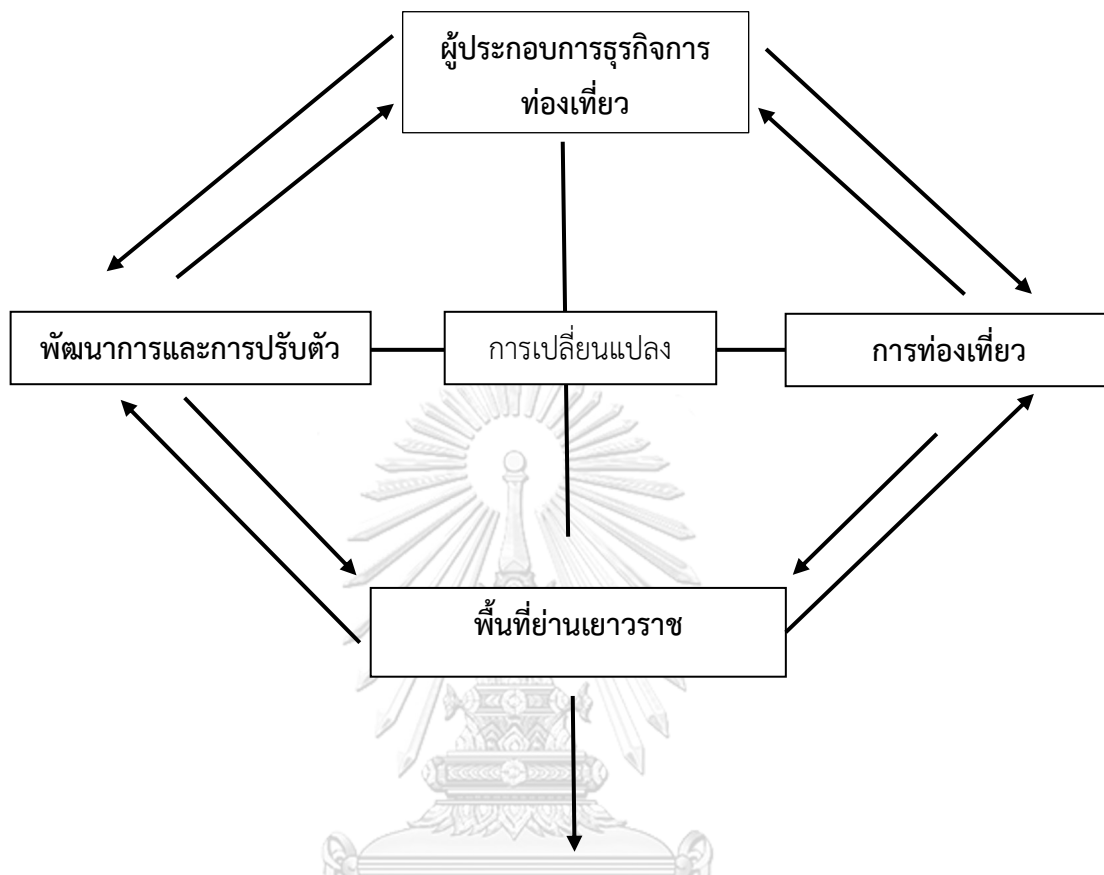 ผู้ประกอบการธุรกิจการ
ท่องเที่ยว
พัฒนาการและการปรับตัว
การเปลี่ยนแปลง
การท่องเที่ยว
พื้นที่ย่านเยาวราช